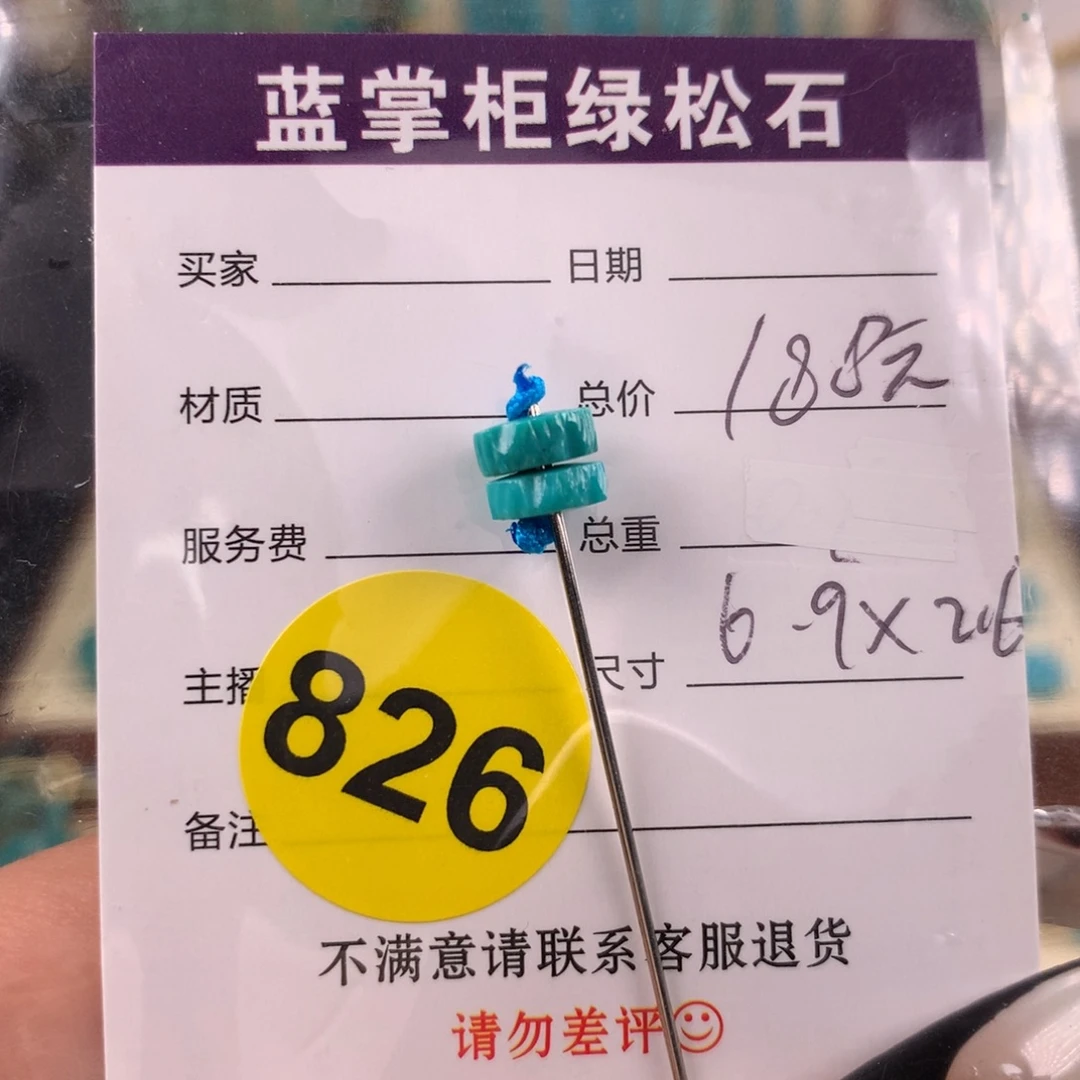 蓝掌柜绿松石
买家 日期
材质 总价 188元
服务费 总重
主播 尺寸 6.9X2.6
826
备注
不满意请联系客服退货
请勿差评